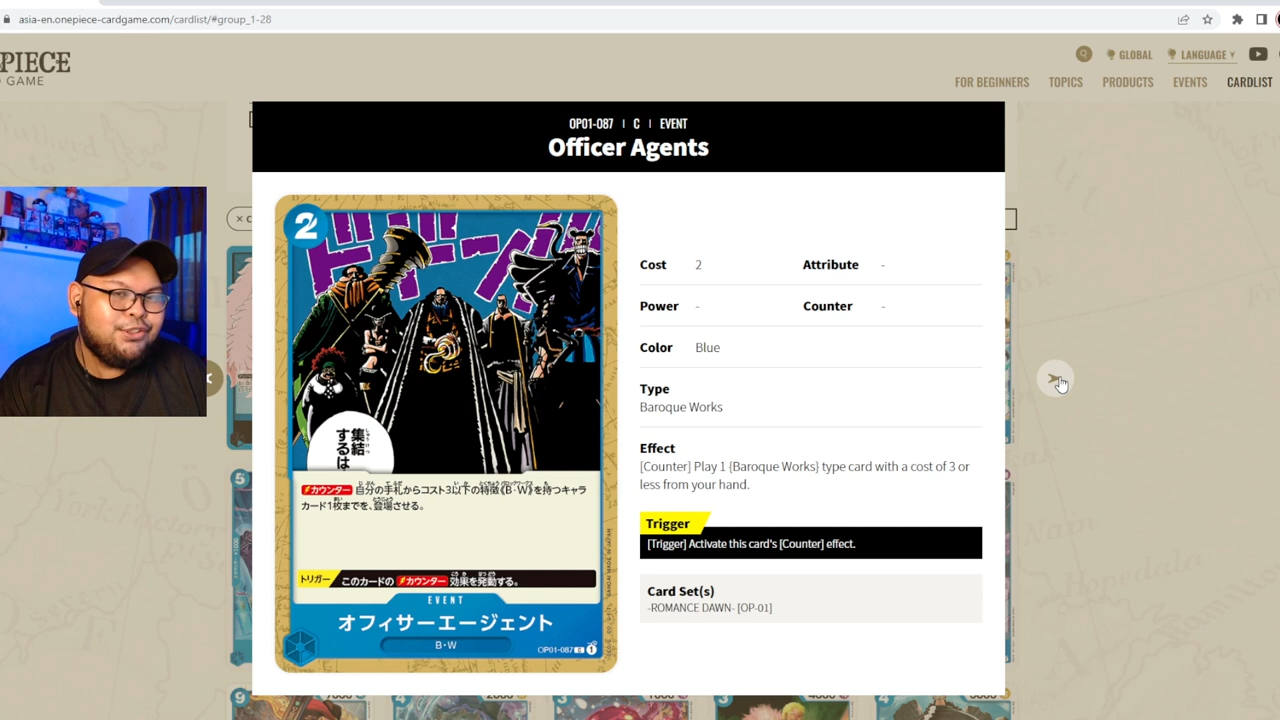 asia-en.onepiece-cardgame.com/cardlist/#group_1-28
PIECE
GAME
GLOBAL
LANGUAGE
FOR BEGINNERS
TOPICS
PRODUCTS
EVENTS
CARDLIST
OP01-087 | C | EVENT
Officer Agents
2
集結
するは
カウンター 自分の手札からコスト3以下の特徴《B・W》を持つキャラ
カード1枚までを、登場させる。
トリガー このカードの カウンター 効果を発動する。
EVENT
オフィサーエージェント
B・W
OP01-087 C 1
Cost 2
Attribute -
Power -
Counter -
Color Blue
Type
Baroque Works
Effect
[Counter] Play 1 {Baroque Works} type card with a cost of 3 or
less from your hand.
Trigger
[Trigger] Activate this card's [Counter] effect.
Card Set(s)
-ROMANCE DAWN- [OP-01]
5
9
4
3
4